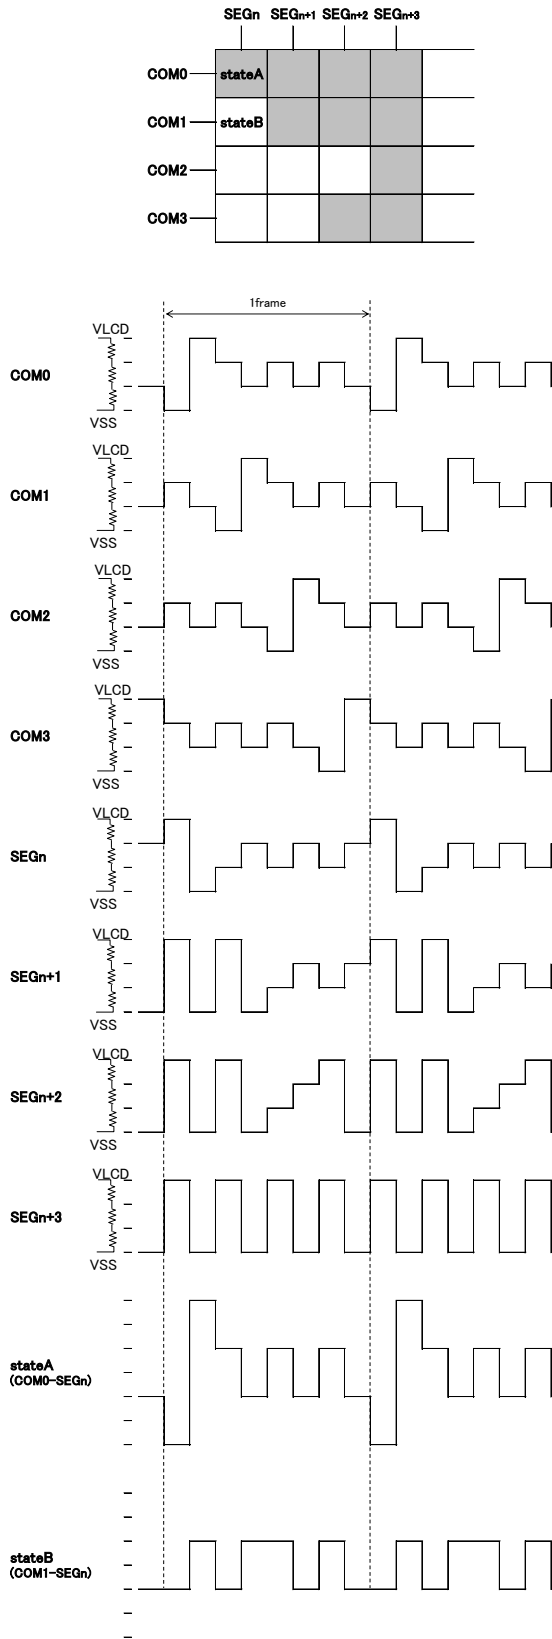 SEGn SEGn+1 SEGn+2 SEGn+3
COM0 stateA
COM1 stateB
COM2
COM3
1frame
VLCD
COM0
VSS
VLCD
COM1
VSS
VLCD
COM2
VSS
VLCD
COM3
VSS
VLCD
SEGn
VSS
VLCD
SEGn+1
VSS
VLCD
SEGn+2
VSS
VLCD
SEGn+3
VSS
stateA
(COM0-SEGn)
stateB
(COM1-SEGn)